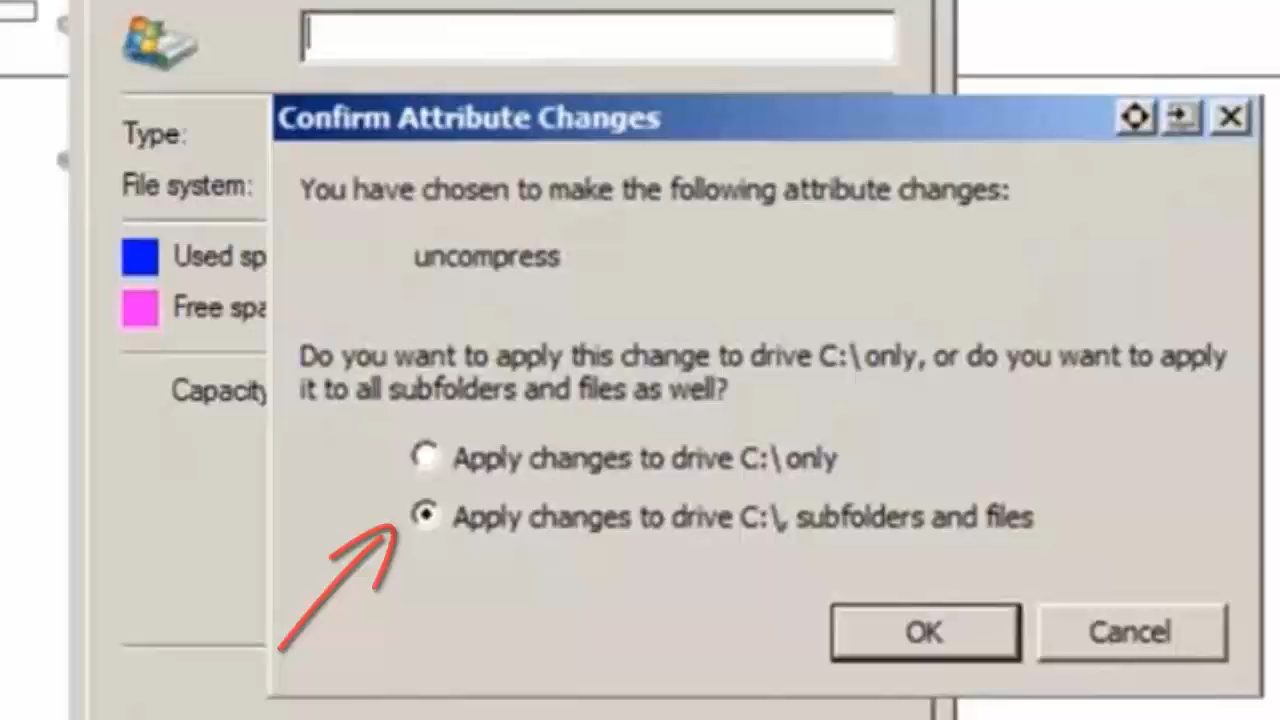 Confirm Attribute Changes
Type:
File system:
You have chosen to make the following attribute changes:
Used sp
uncompress
Free spa
Do you want to apply this change to drive C:\ only, or do you want to apply
it to all subfolders and files as well?
Capacity
Apply changes to drive C:\ only
Apply changes to drive C:\, subfolders and files
OK
Cancel